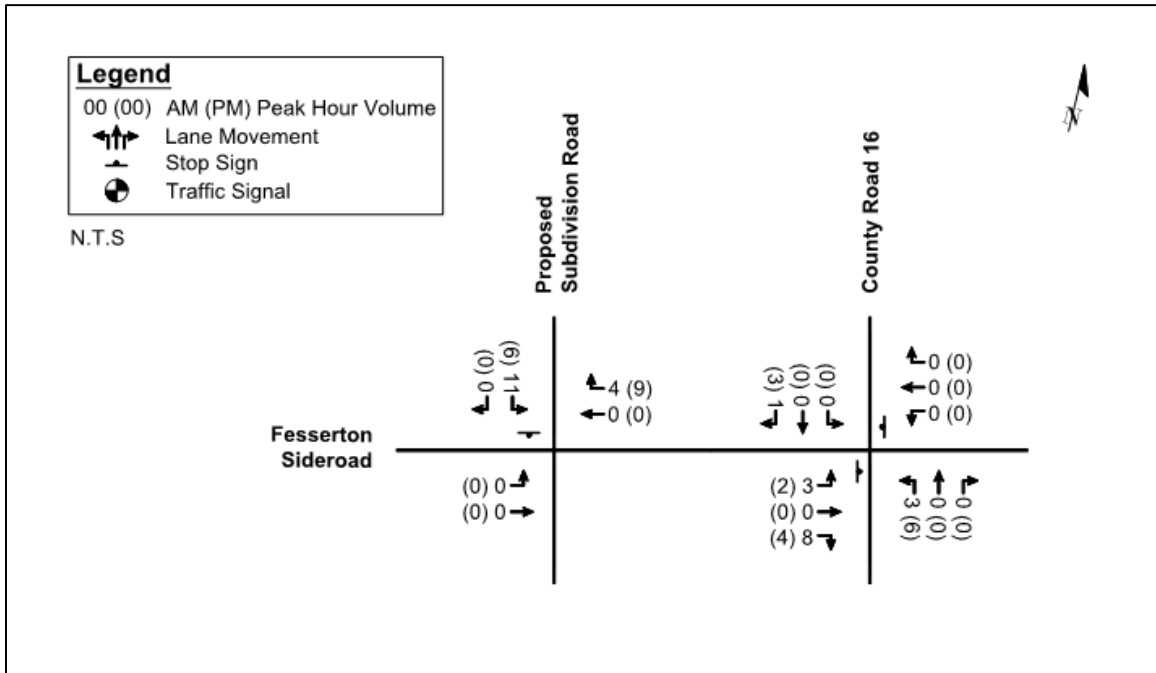 Legend
00 (00) AM (PM) Peak Hour Volume
Lane Movement
Stop Sign
Traffic Signal
N.T.S
N
Proposed
Subdivision Road
County Road 16
(0) 0
(6) 11
4 (9)
0 (0)
(3) 1
(0) 0
(0) 0
0 (0)
0 (0)
0 (0)
Fesserton
Sideroad
(0) 0
(0) 0
(2) 3
(0) 0
(4) 8
3 (6)
0 (0)
0 (0)